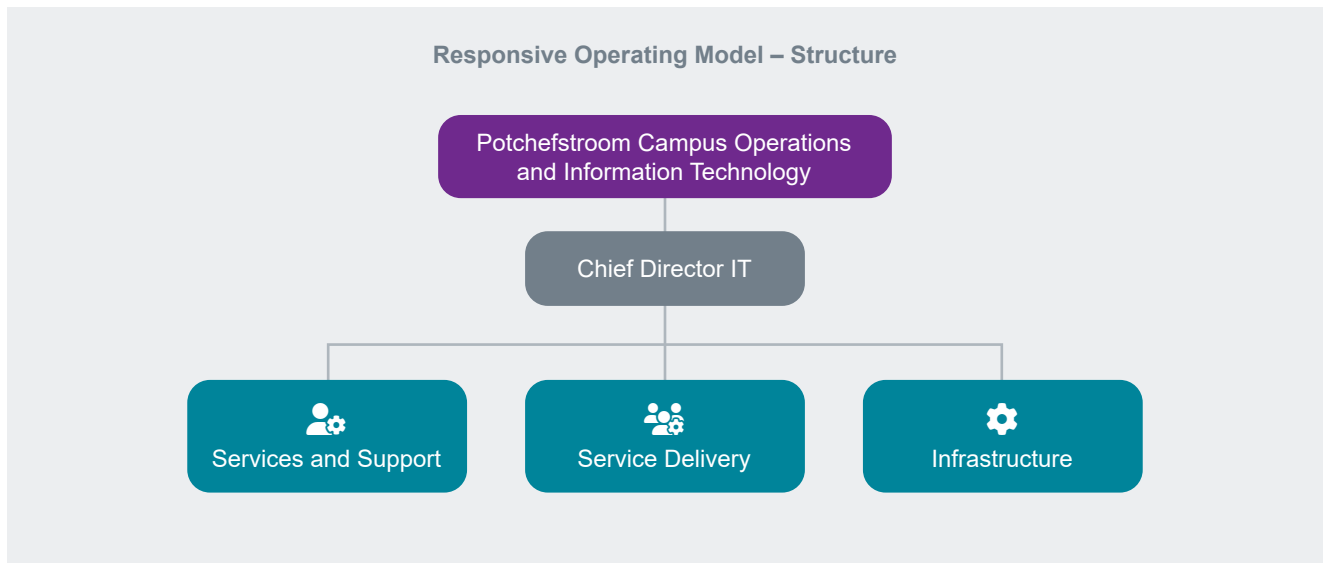 Responsive Operating Model – Structure
Potchefstroom Campus Operations
and Information Technology
Chief Director IT
Services and Support
Service Delivery
Infrastructure